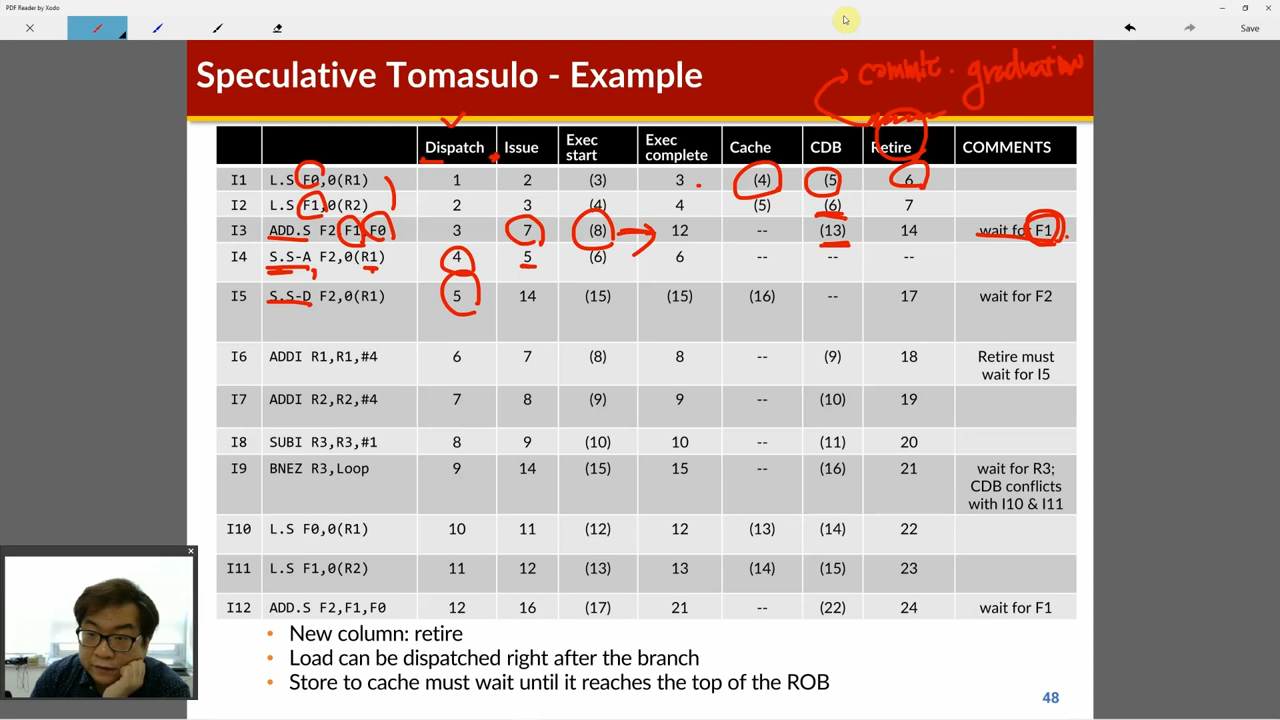 PDF Reader by Xodo
Save
Speculative Tomasulo - Example
commit. graduation
Dispatch Issue Exec start Exec complete Cache CDB Retire COMMENTS
I1 L.S F0,0(R1) 1 2 (3) 3 (4) (5) 6
I2 L.S F1,0(R2) 2 3 (4) 4 (5) (6) 7
I3 ADD.S F2,F1,F0 3 7 (8) 12 -- (13) 14 wait for F1
I4 S.S-A F2,0(R1) 4 5 (6) 6 -- -- --
I5 S.S-D F2,0(R1) 5 14 (15) (15) (16) -- 17 wait for F2
I6 ADDI R1,R1,#4 6 7 (8) 8 -- (9) 18 Retire must
wait for I5
I7 ADDI R2,R2,#4 7 8 (9) 9 -- (10) 19
I8 SUBI R3,R3,#1 8 9 (10) 10 -- (11) 20
I9 BNEZ R3,Loop 9 14 (15) 15 -- (16) 21 wait for R3;
CDB conflicts
with I10 & I11
I10 L.S F0,0(R1) 10 11 (12) 12 (13) (14) 22
I11 L.S F1,0(R2) 11 12 (13) 13 (14) (15) 23
I12 ADD.S F2,F1,F0 12 16 (17) 21 -- (22) 24 wait for F1
• New column: retire
• Load can be dispatched right after the branch
• Store to cache must wait until it reaches the top of the ROB
48